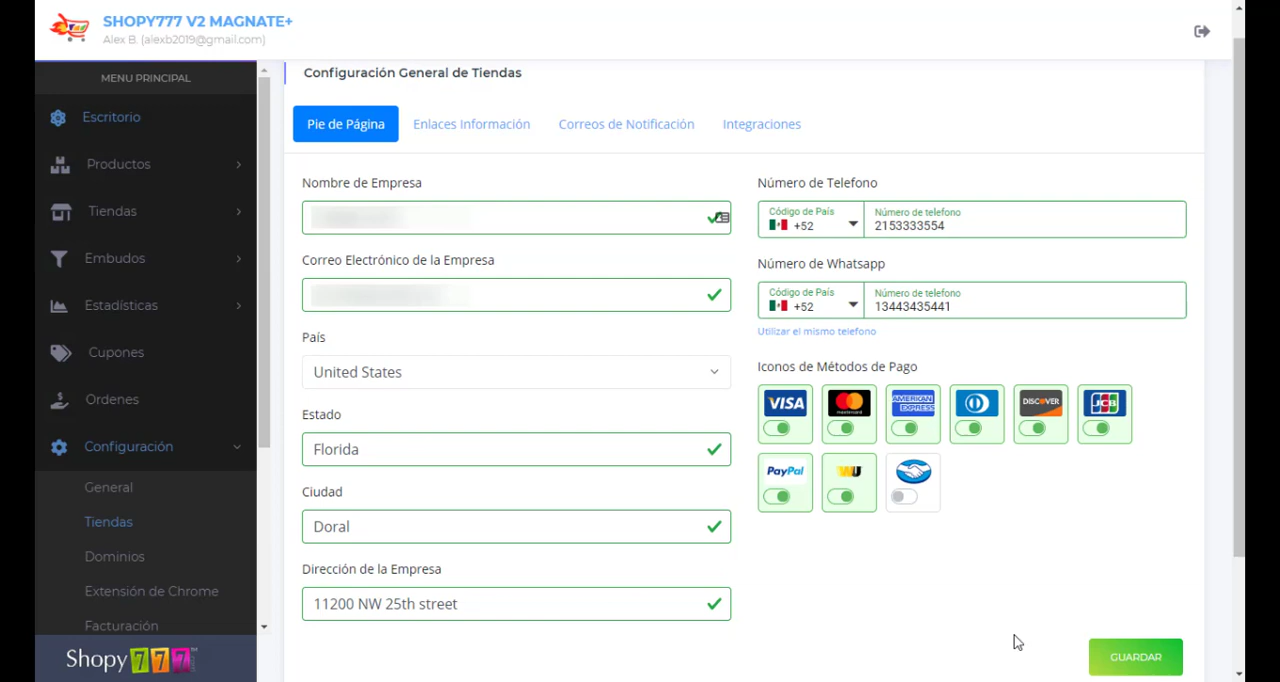 SHOPY777 V2 MAGNATE+
Alex B. (alexb2019@gmail.com)
MENU PRINCIPAL
Escritorio
Productos
Tiendas
Embudos
Estadísticas
Cupones
Ordenes
Configuración
General
Tiendas
Dominios
Extensión de Chrome
Facturación
Shopy777
Configuración General de Tiendas
Pie de Página
Enlaces Información
Correos de Notificación
Integraciones
Nombre de Empresa
Correo Electrónico de la Empresa
País
United States
Estado
Florida
Ciudad
Doral
Dirección de la Empresa
11200 NW 25th street
Número de Telefono
Código de País
+52
Número de telefono
2153333554
Número de Whatsapp
Código de País
+52
Número de telefono
13443435441
Utilizar el mismo telefono
Iconos de Métodos de Pago
VISA
mastercard
AMERICAN EXPRESS
DISCOVER
JCB
PayPal
WU
GUARDAR